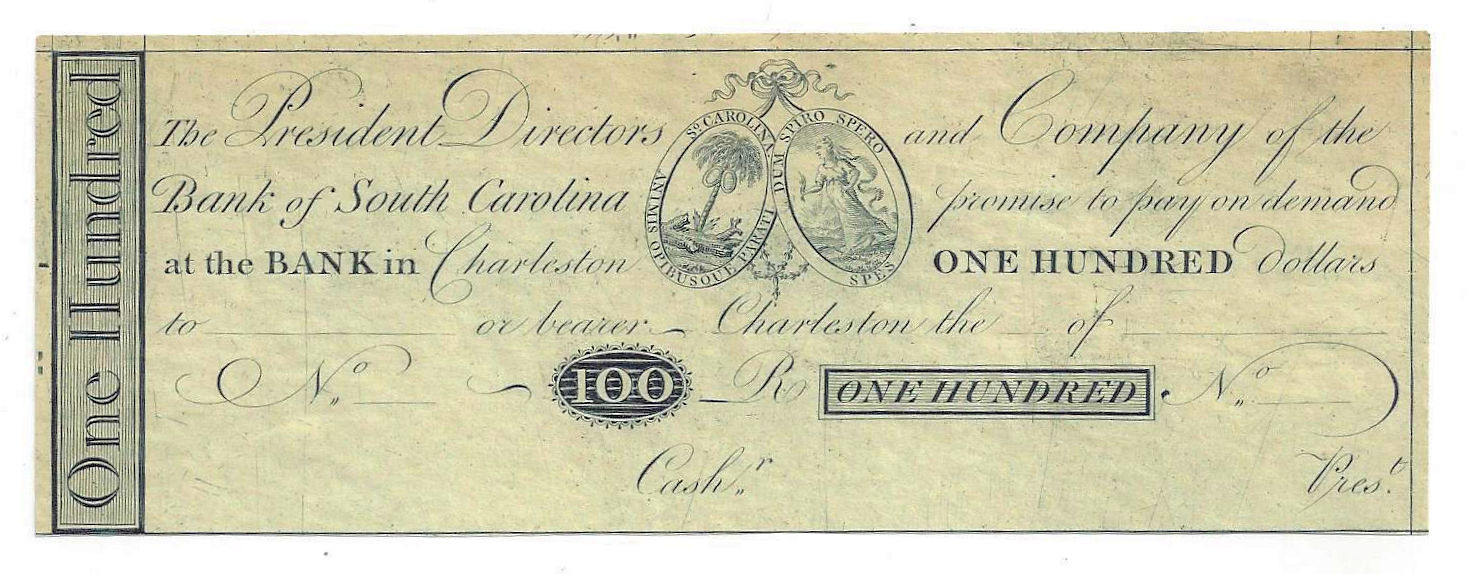 One Hundred
The President Directors and Company of the
Bank of South Carolina promise to pay on demand
at the BANK in Charleston ONE HUNDRED Dollars
to or bearer Charleston the of
No. 100 ONE HUNDRED No.
Cashr. Prest.
So. CAROLINA
ANIMIS OPIBUSQUE PARATI
DUM SPIRO SPERO
SPES